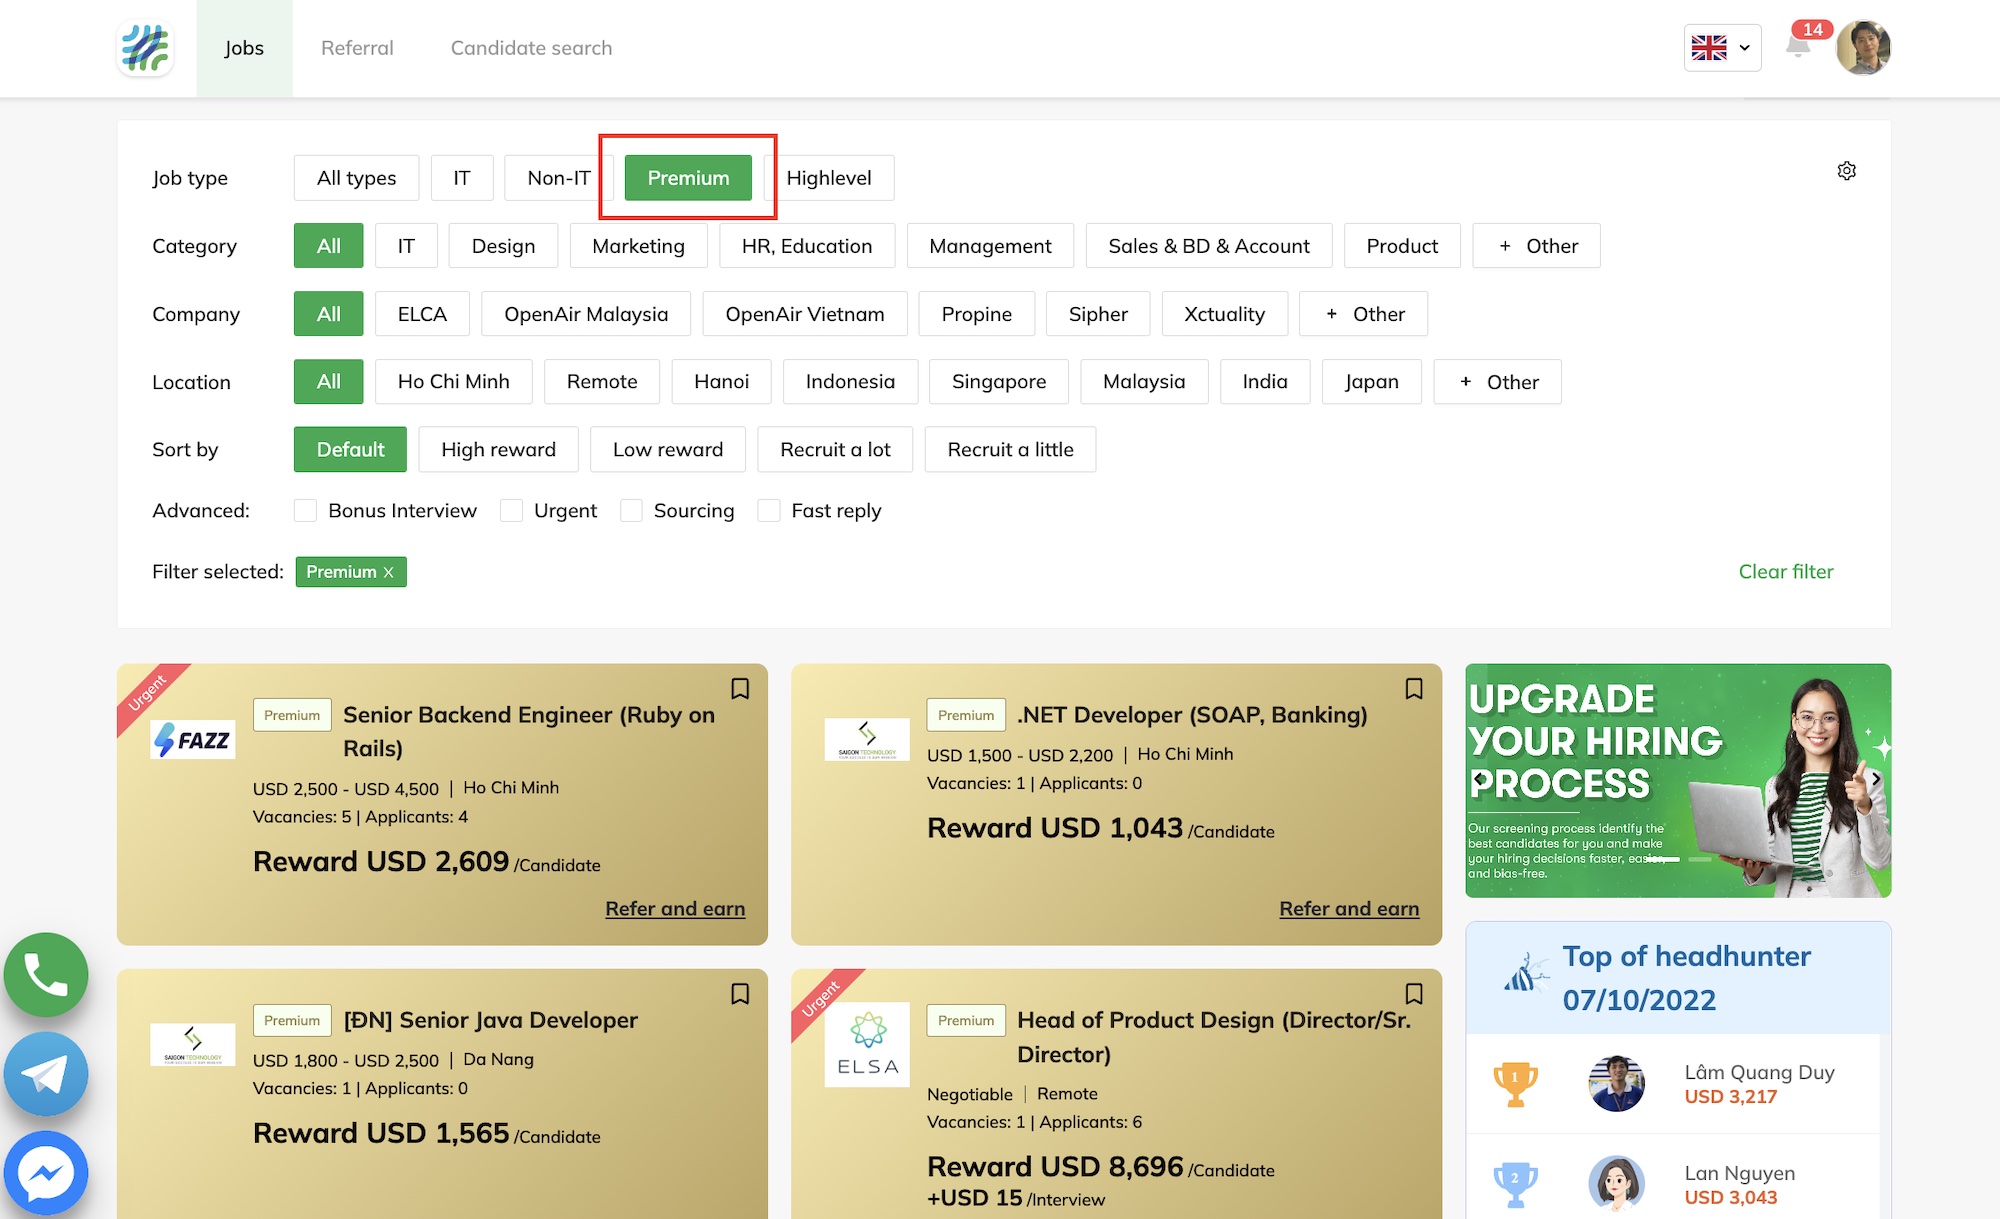 Jobs
Referral
Candidate search
14
Job type
All types
IT
Non-IT
Premium
Highlevel
Category
All
IT
Design
Marketing
HR, Education
Management
Sales & BD & Account
Product
+ Other
Company
All
ELCA
OpenAir Malaysia
OpenAir Vietnam
Propine
Sipher
Xctuality
+ Other
Location
All
Ho Chi Minh
Remote
Hanoi
Indonesia
Singapore
Malaysia
India
Japan
+ Other
Sort by
Default
High reward
Low reward
Recruit a lot
Recruit a little
Advanced:
Bonus Interview
Urgent
Sourcing
Fast reply
Filter selected:
Premium X
Clear filter
Urgent
FAZZ
Premium
Senior Backend Engineer (Ruby on
Rails)
USD 2,500 - USD 4,500 | Ho Chi Minh
Vacancies: 5 | Applicants: 4
Reward USD 2,609 /Candidate
Refer and earn
SAIGON TECHNOLOGY
Premium
.NET Developer (SOAP, Banking)
USD 1,500 - USD 2,200 | Ho Chi Minh
Vacancies: 1 | Applicants: 0
Reward USD 1,043 /Candidate
Refer and earn
UPGRADE
YOUR HIRING
PROCESS
Our screening process identify the
best candidates for you and make
your hiring decisions faster, easier,
and bias-free.
SAIGON TECHNOLOGY
Premium
[ĐN] Senior Java Developer
USD 1,800 - USD 2,500 | Da Nang
Vacancies: 1 | Applicants: 0
Reward USD 1,565 /Candidate
Urgent
ELSA
Premium
Head of Product Design (Director/Sr.
Director)
Negotiable | Remote
Vacancies: 1 | Applicants: 6
Reward USD 8,696 /Candidate
+USD 15 /Interview
Top of headhunter
07/10/2022
1
Lâm Quang Duy
USD 3,217
2
Lan Nguyen
USD 3,043